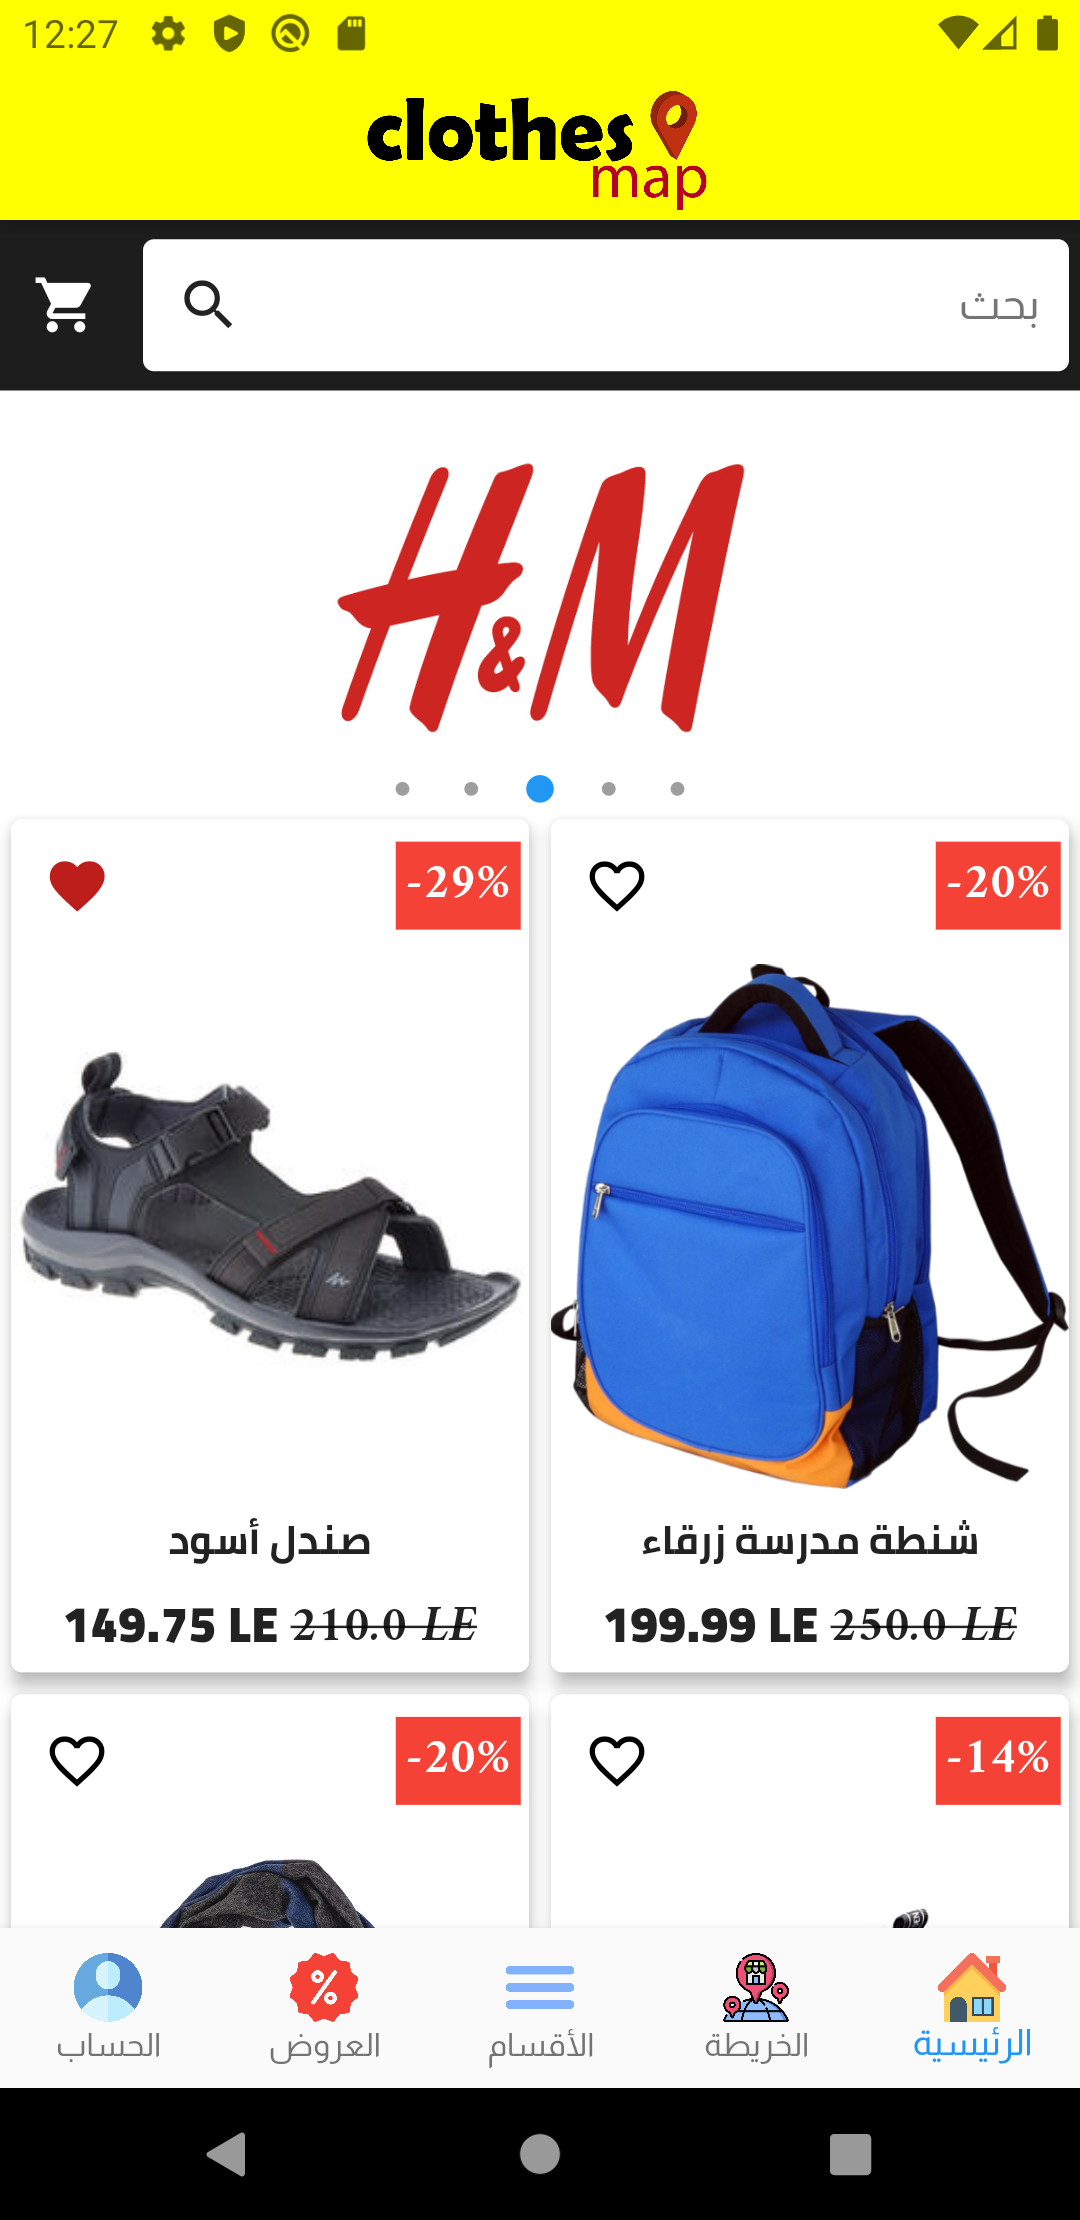 12:27
clothes
map
بحث
H&M
-29%
-20%
صندل أسود
149.75 LE 210.0 LE
شنطة مدرسة زرقاء
199.99 LE 250.0 LE
-20%
-14%
الرئيسية
الخريطة
الأقسام
العروض
الحساب